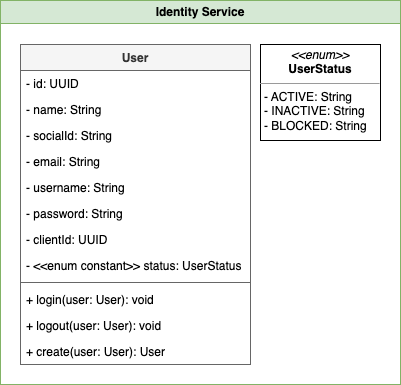 Identity Service
User
- id: UUID
- name: String
- socialId: String
- email: String
- username: String
- password: String
- clientId: UUID
- <<enum constant>> status: UserStatus
+ login(user: User): void
+ logout(user: User): void
+ create(user: User): User
<<enum>>
UserStatus
- ACTIVE: String
- INACTIVE: String
- BLOCKED: String